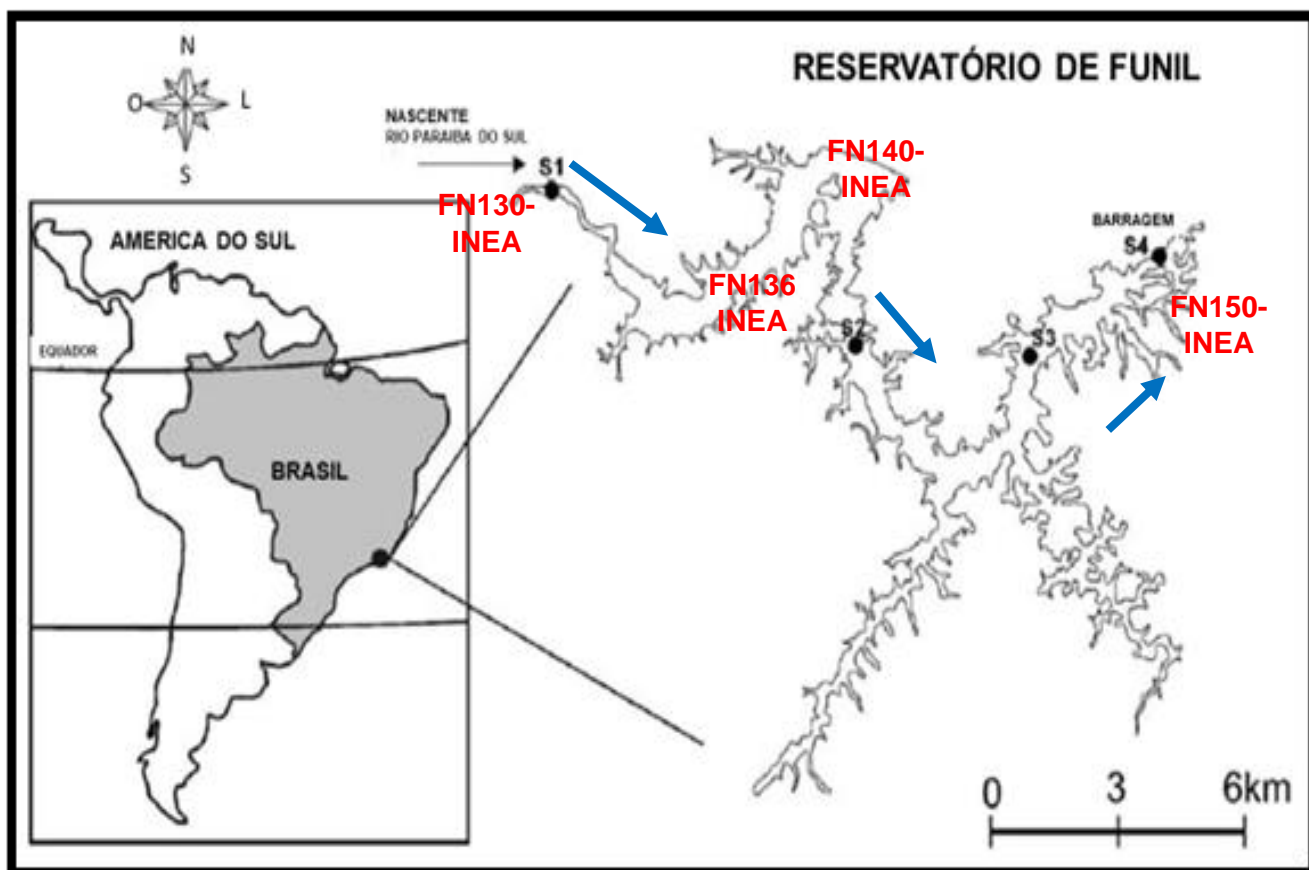 N
O
L
S
RESERVATÓRIO DE FUNIL
NASCENTE
RIO PARAIBA DO SUL
S1
FN130-
INEA
FN140-
INEA
BARRAGEM
S4
AMERICA DO SUL
FN136
INEA
FN150-
INEA
S2
S3
EQUADOR
BRASIL
0
3
6km